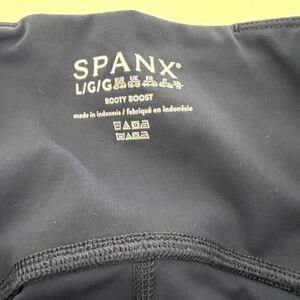 SPANX®
L/G/G
BOOTY BOOST
made in indonesia / fabriqué en indonésie